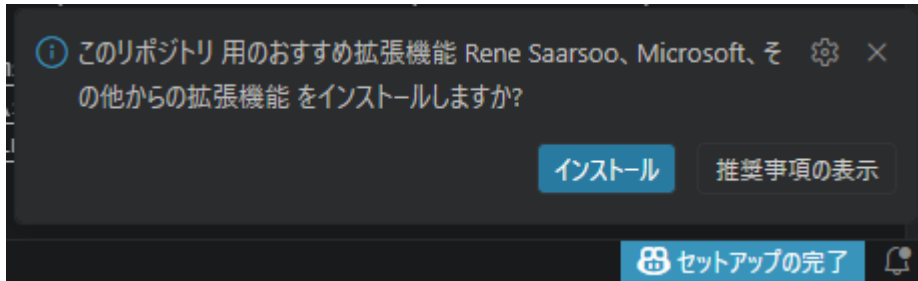 このリポジトリ 用のおすすめ拡張機能 Rene Saarsoo、Microsoft、そ
の他からの拡張機能 をインストールしますか?
インストール
推奨事項の表示
セットアップの完了